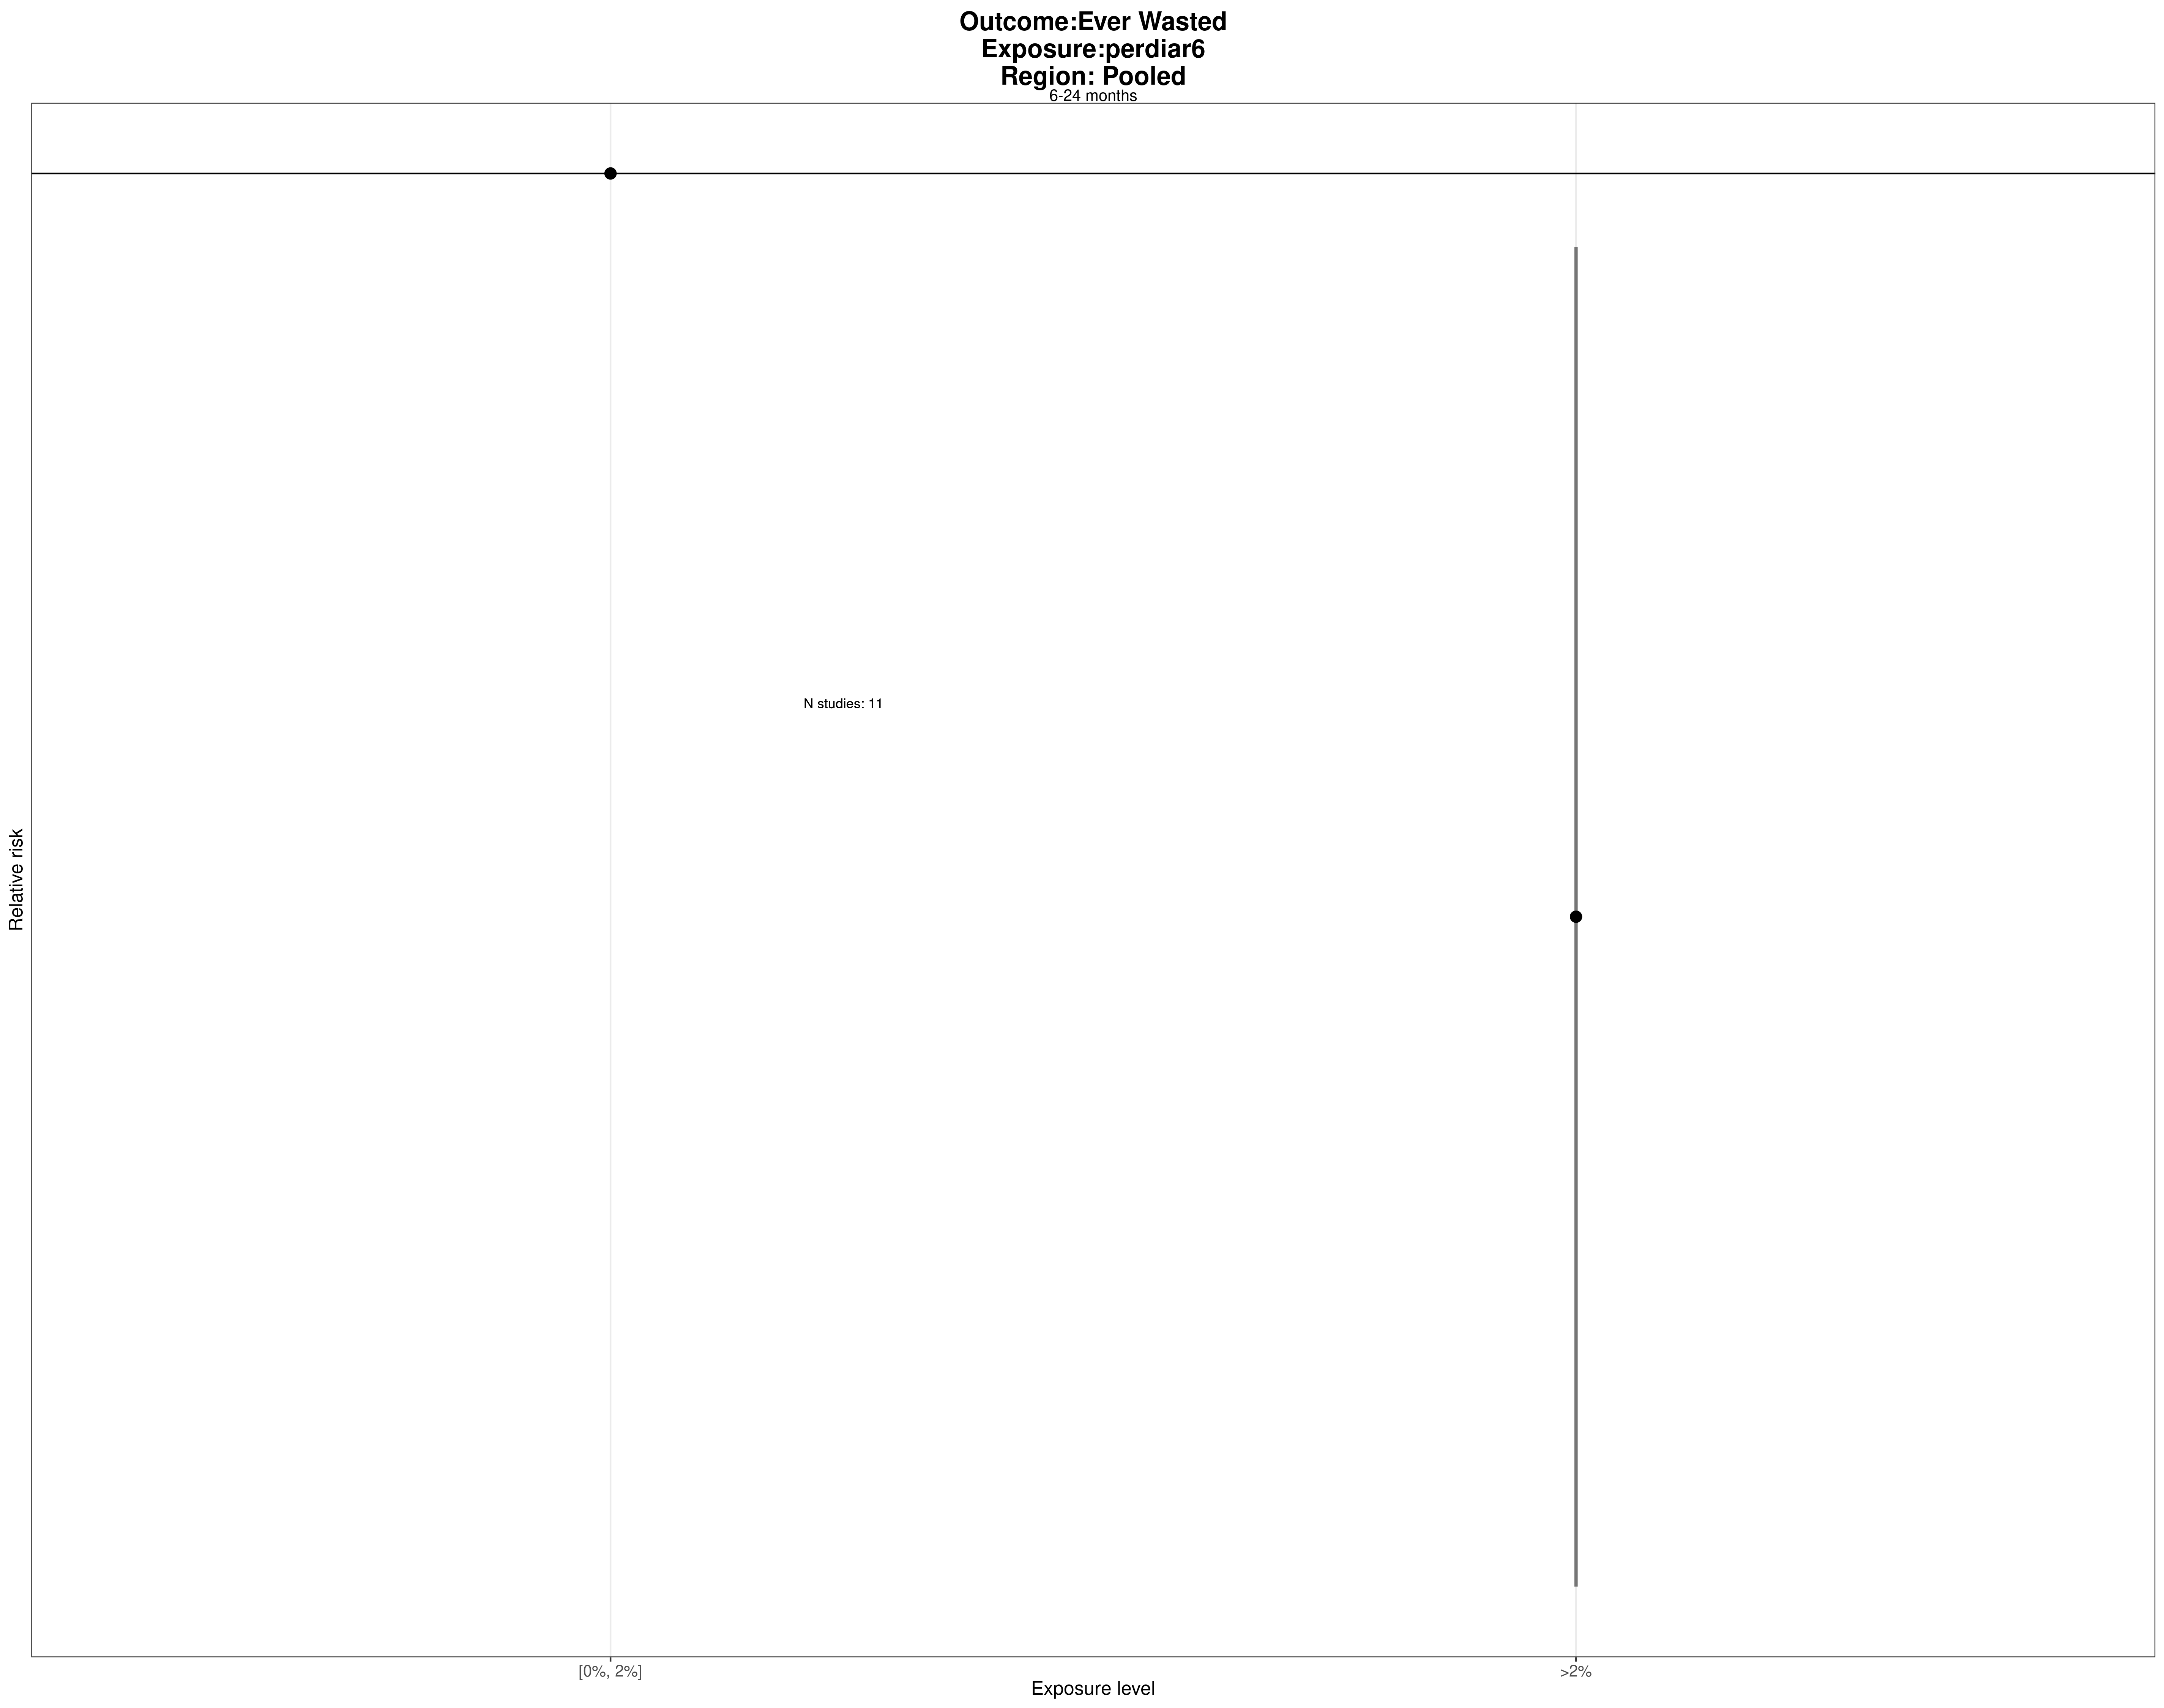 Outcome:Ever Wasted
Exposure:perdiar6
Region: Pooled
6-24 months
N studies: 11
Relative risk
[0%, 2%]
>2%
Exposure level